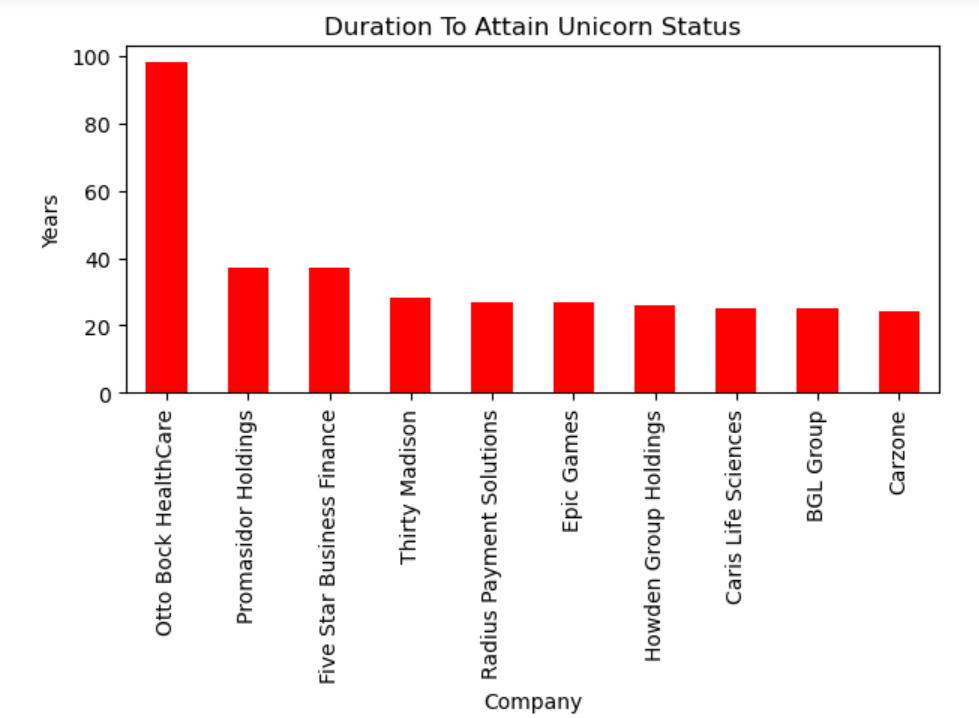 Duration To Attain Unicorn Status
100
80
60
40
20
0
Years
Otto Bock HealthCare
Promasidor Holdings
Five Star Business Finance
Thirty Madison
Radius Payment Solutions
Epic Games
Howden Group Holdings
Caris Life Sciences
BGL Group
Carzone
Company